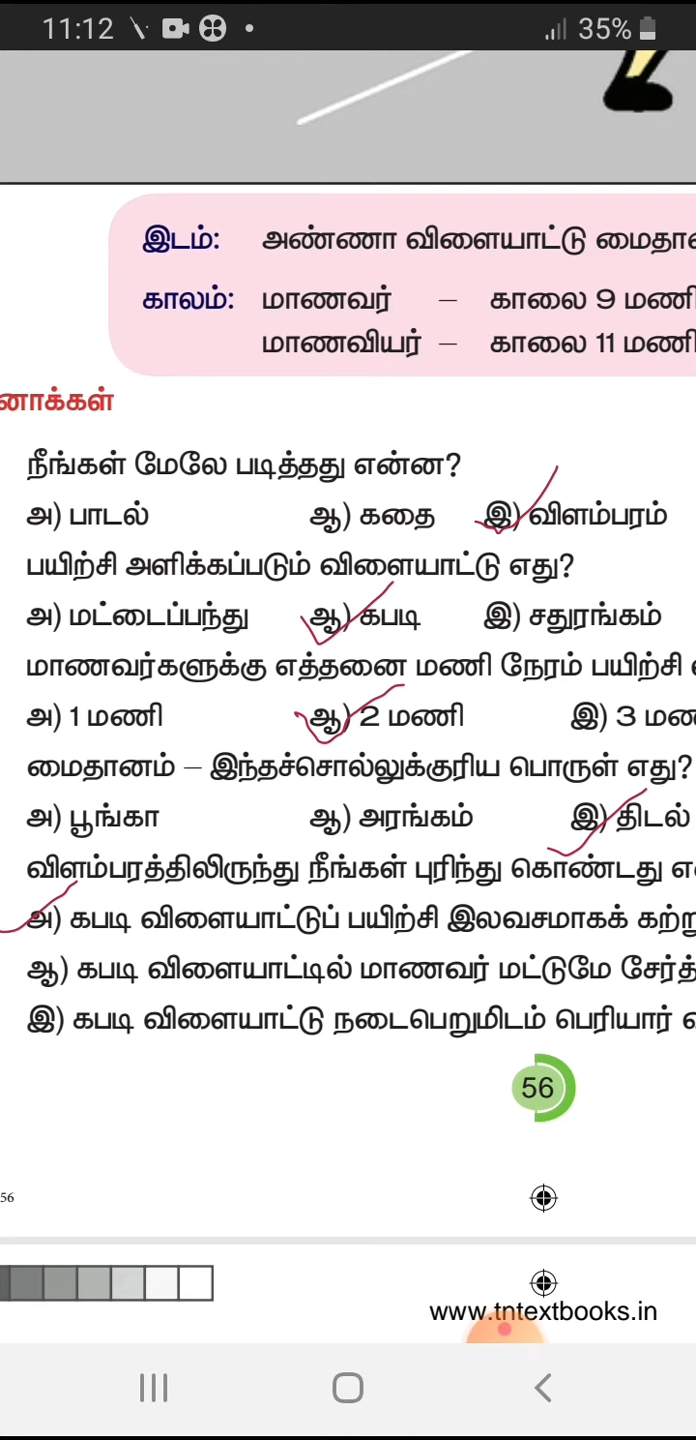 11:12 35%
இடம்: அண்ணா விளையாட்டு
காலம்: மாணவர் – காலை 9 மணி
மாணவியர் – காலை 11 மணி
நீங்கள் மேலே படித்தது என்ன?
அ) பாடல் ஆ) கதை இ) விளம்பரம்
பயிற்சி அளிக்கப்படும் விளையாட்டு எது?
அ) மட்டைப்பந்து ஆ) கபடி இ) சதுரங்கம்
மாணவர்களுக்கு எத்தனை மணி நேரம் பயிற்சி
அ) 1 மணி ஆ) 2 மணி இ) 3
மைதானம் – இந்தச்சொல்லுக்குரிய பொருள் எது?
அ) பூங்கா ஆ) அரங்கம் இ) திடல்
விளம்பரத்திலிருந்து நீங்கள் புரிந்து கொண்டது
அ) கபடி விளையாட்டுப் பயிற்சி இலவசமாகக்
ஆ) கபடி விளையாட்டில் மாணவர் மட்டுமே
இ) கபடி விளையாட்டு நடைபெறுமிடம் பெரியார்
56
56
www.tntextbooks.in